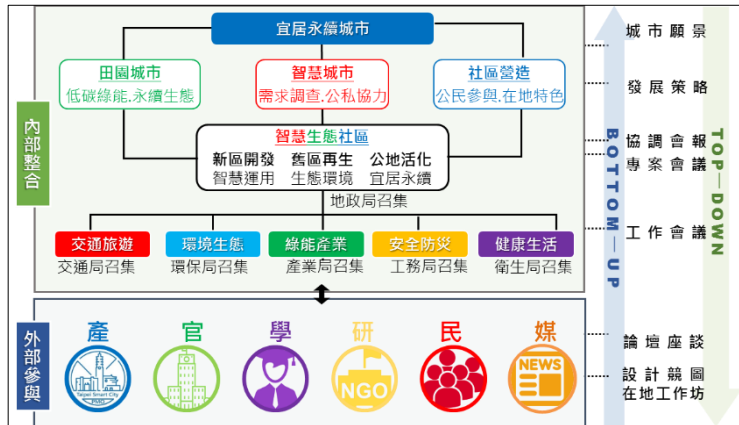 宜居永續城市
田園城市
低碳綠能.永續生態
智慧城市
需求調查.公私協力
社區營造
公民參與.在地特色
智慧生態社區
新區開發 舊區再生 公地活化
智慧運用 生態環境 宜居永續
地政局召集
交通旅遊
交通局召集
環境生態
環保局召集
綠能產業
產業局召集
安全防災
工務局召集
健康生活
衛生局召集
內部整合
外部參與
產 官 學 研 民 媒
Taipei Smart City
NGO
NEWS
城市願景
發展策略
協調會報
專案會議
工作會議
論壇座談
設計競圖
在地工作坊
BOTTOM—UP
TOP—DOWN